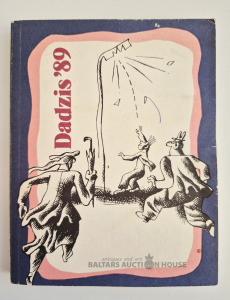 Dadzis '89
antiques and art
BALTARS AUCTION HOUSE